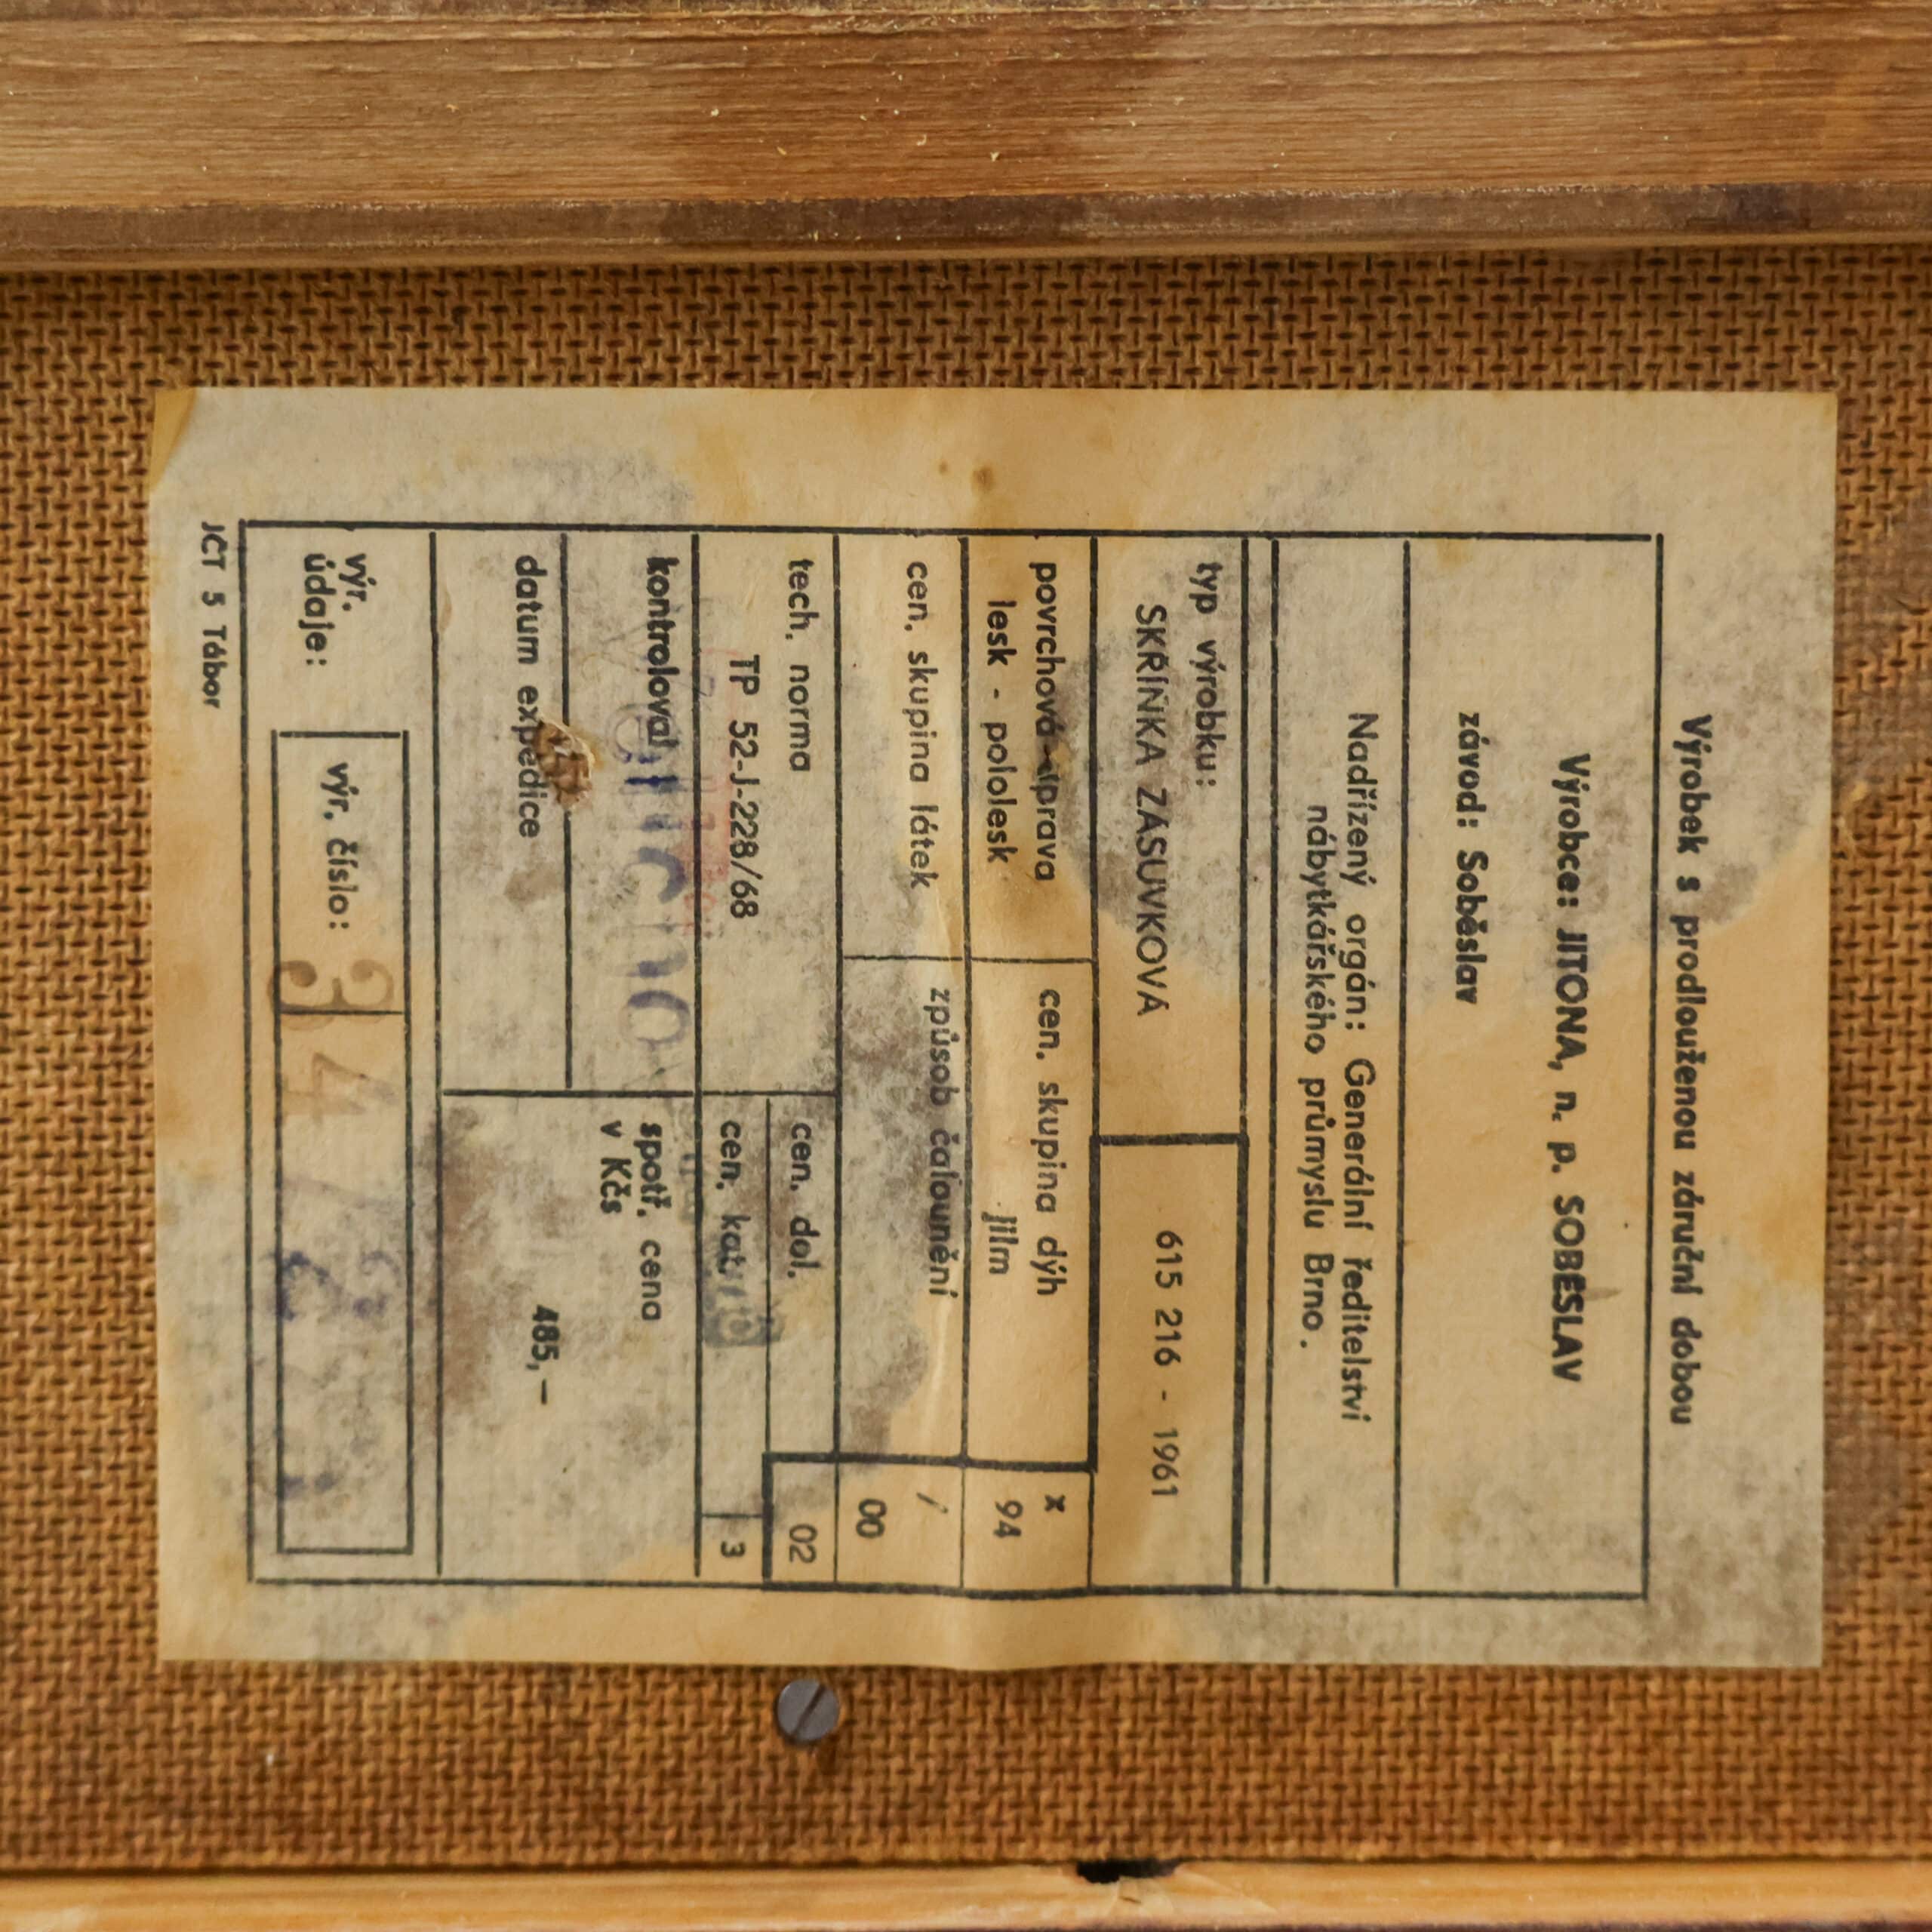 Výrobek s prodlouženou záruční dobou
Výrobce: JITONA, n. p. SOBĚSLAV
závod: Soběslav
Nadřízený orgán: Generální ředitelství
nábytkářského průmyslu Brno.
typ výrobku:
SKŘÍŇKA ZÁSUVKOVÁ
615 216 - 1961
povrchová úprava
lesk - pololesk
cen. skupina dýh
jilm
x
94
cen. skupina látek
způsob čalounění
/
00
tech. norma
TP 52-J-228/68
cen. dol.
02
cen. kat.
3
kontroloval
datum expedice
spotř. cena
v Kčs
485,–
výr.
údaje:
výr. číslo:
JČT 5 Tábor